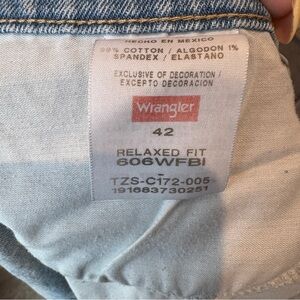 HECHO EN MEXICO
99% COTTON / ALGODON 1%
SPANDEX / ELASTANO
EXCLUSIVE OF DECORATION /
EXCEPTO DECORACION
Wrangler
42
RELAXED FIT
606WFBI
TZS-C172-005
191683730251